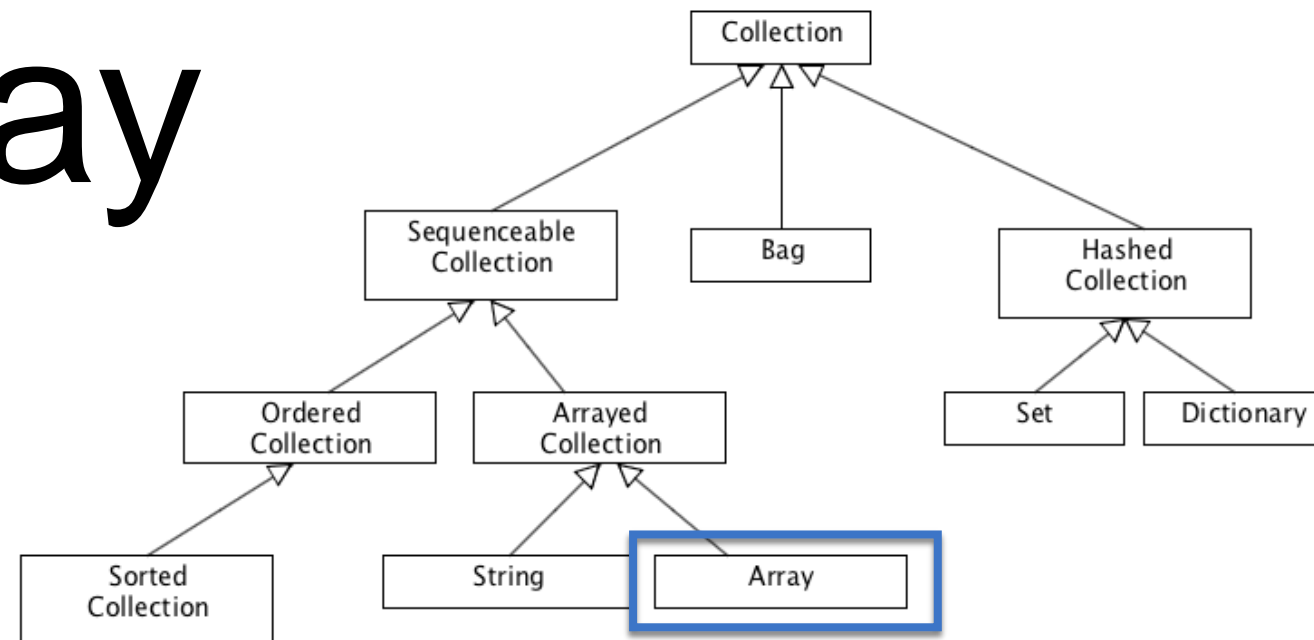 ay
Collection
Sequenceable
Collection
Bag
Hashed
Collection
Ordered
Collection
Arrayed
Collection
Set
Dictionary
Sorted
Collection
String
Array